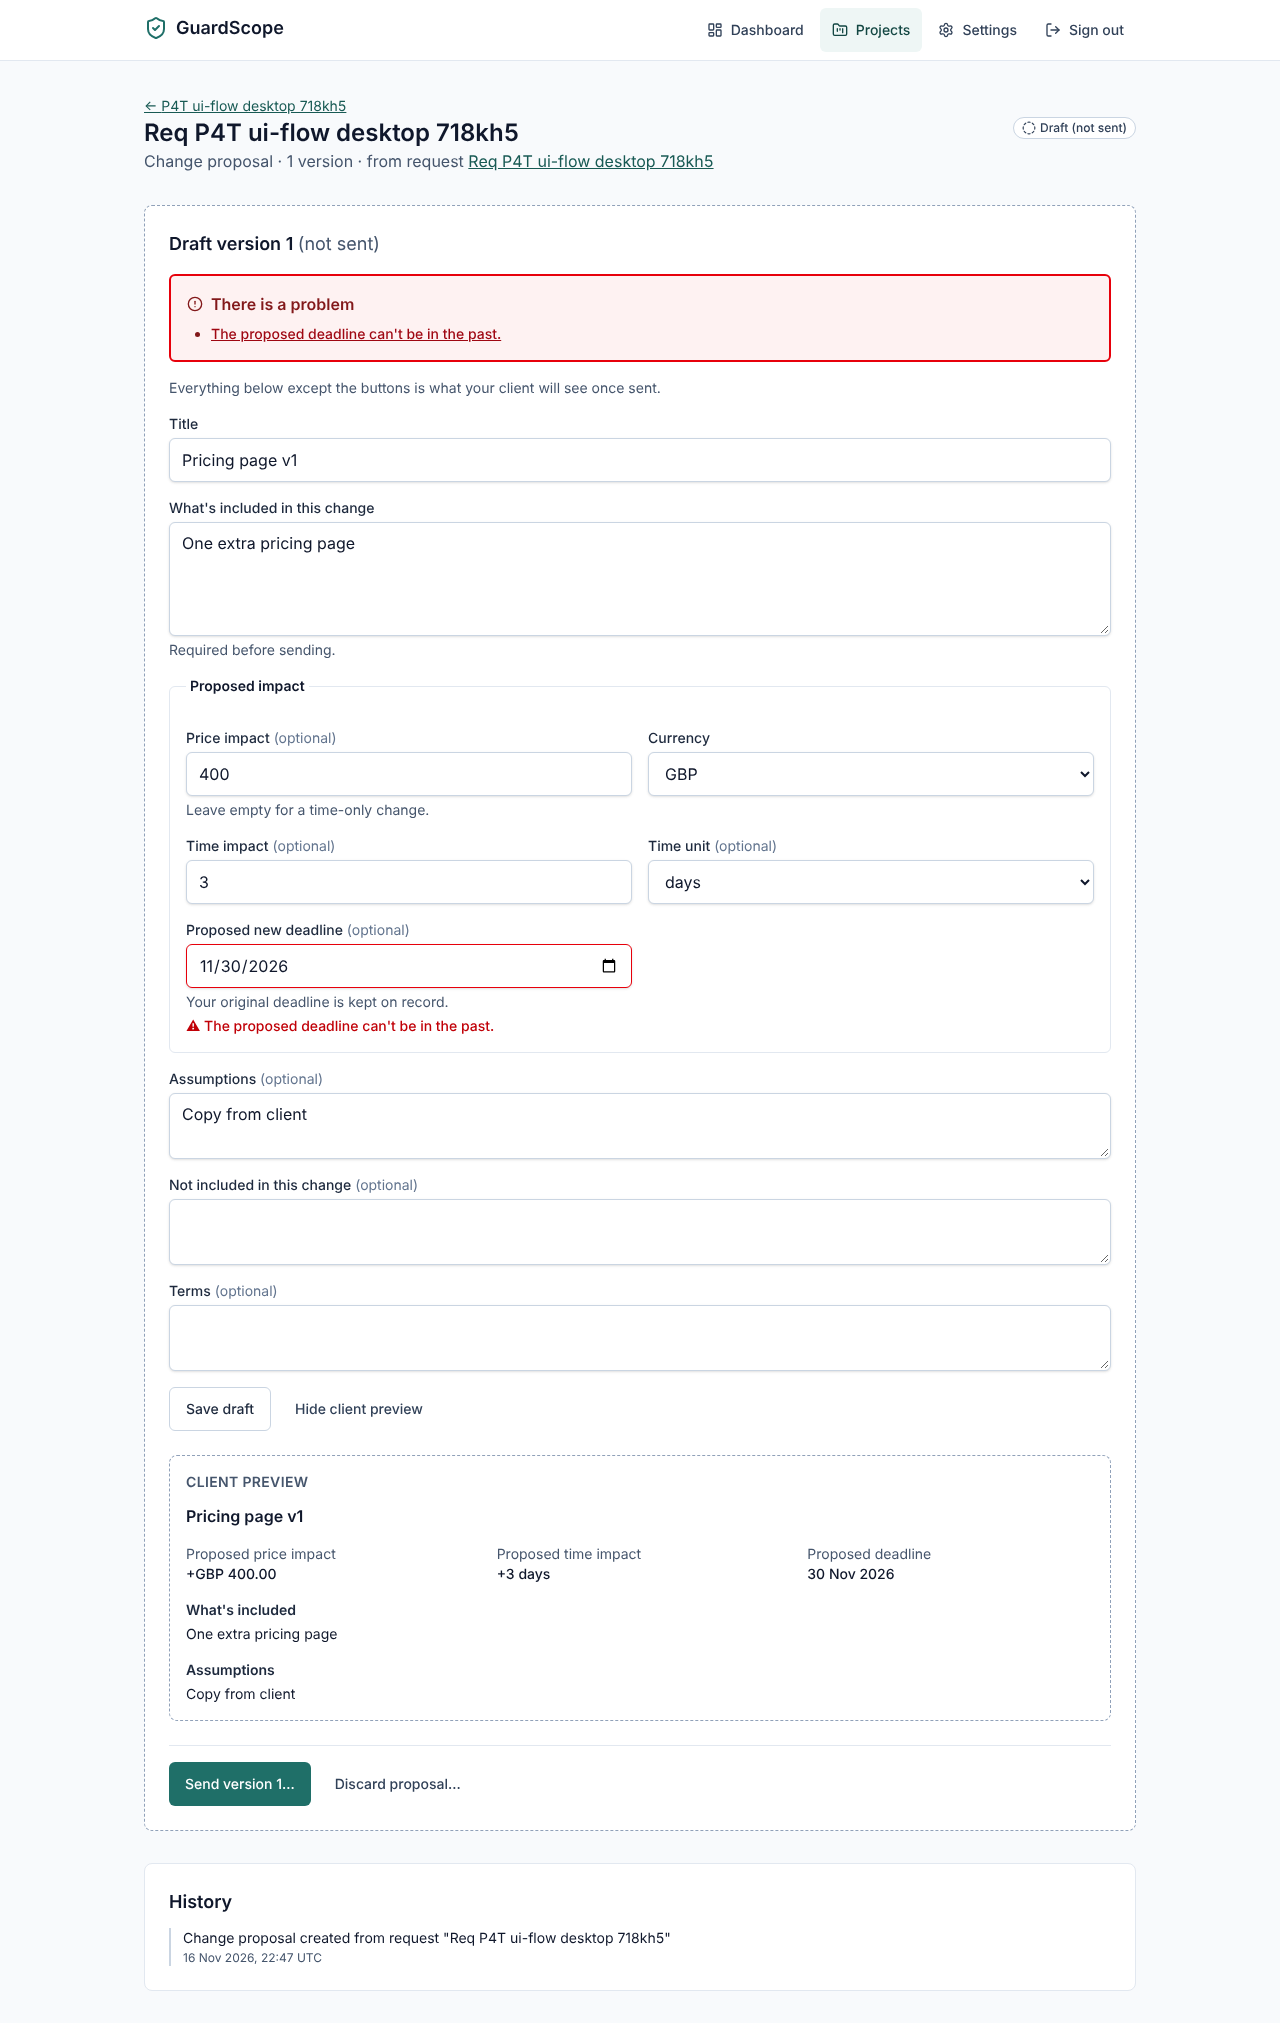 GuardScope
Dashboard
Projects
Settings
Sign out
← P4T ui-flow desktop 718kh5
Req P4T ui-flow desktop 718kh5
Draft (not sent)
Change proposal · 1 version · from request Req P4T ui-flow desktop 718kh5
Draft version 1 (not sent)
There is a problem
• The proposed deadline can't be in the past.
Everything below except the buttons is what your client will see once sent.
Title
Pricing page v1
What's included in this change
One extra pricing page
Required before sending.
Proposed impact
Price impact (optional)
Currency
400
GBP
Leave empty for a time-only change.
Time impact (optional)
Time unit (optional)
3
days
Proposed new deadline (optional)
11/30/2026
Your original deadline is kept on record.
The proposed deadline can't be in the past.
Assumptions (optional)
Copy from client
Not included in this change (optional)
Terms (optional)
Save draft
Hide client preview
CLIENT PREVIEW
Pricing page v1
Proposed price impact
Proposed time impact
Proposed deadline
+GBP 400.00
+3 days
30 Nov 2026
What's included
One extra pricing page
Assumptions
Copy from client
Send version 1...
Discard proposal...
History
Change proposal created from request "Req P4T ui-flow desktop 718kh5"
16 Nov 2026, 22:47 UTC